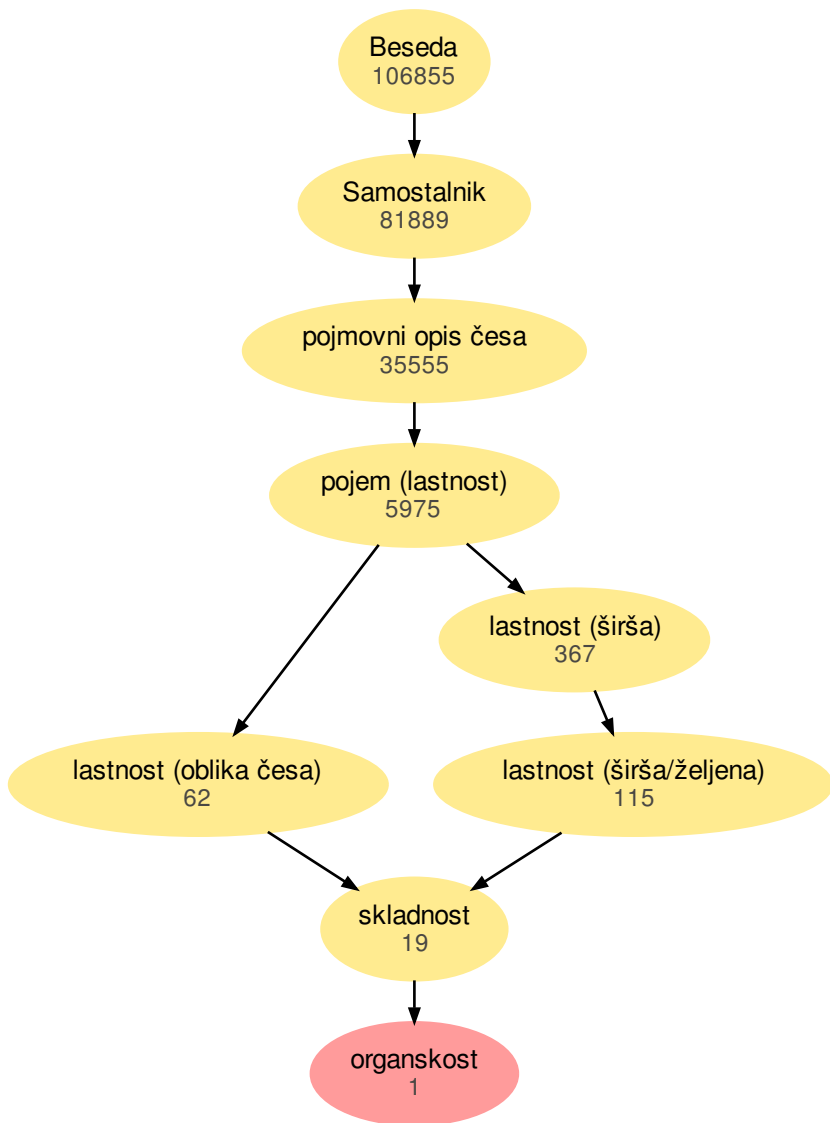 Beseda
106855
Samostalnik
81889
pojmovni opis česa
35555
pojem (lastnost)
5975
lastnost (širša)
367
lastnost (oblika česa)
62
lastnost (širša/željena)
115
skladnost
19
organskost
1